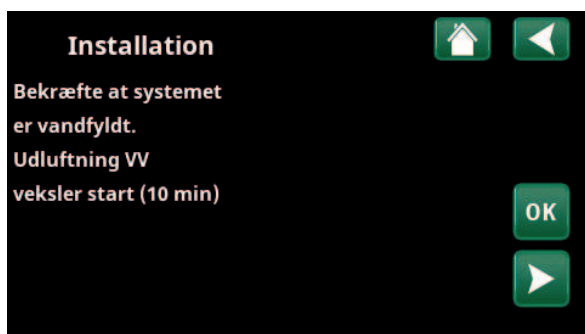 Installation
Bekræfte at systemet
er vandfyldt.
Udluftning VV
veksler start (10 min)
OK